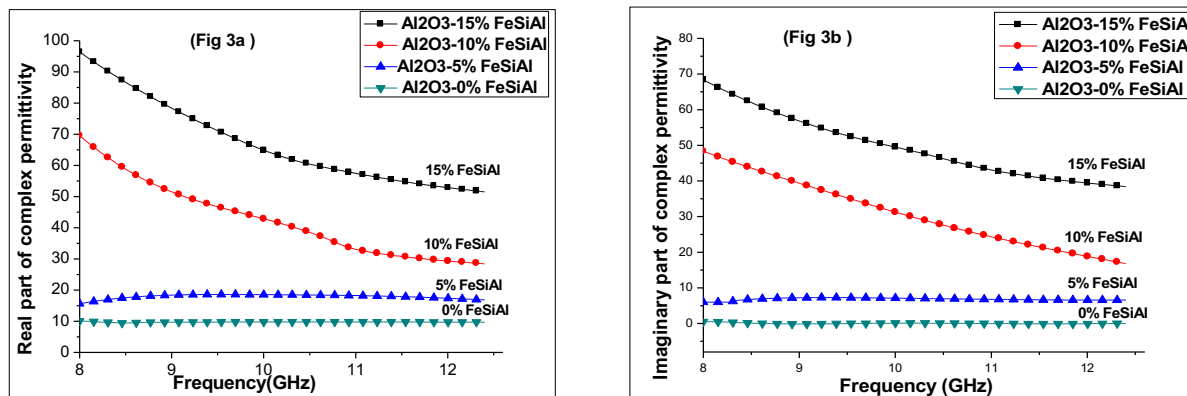 (Fig 3a )
Al2O3-15% FeSiAl
Al2O3-10% FeSiAl
Al2O3-5% FeSiAl
Al2O3-0% FeSiAl
Real part of complex permittivity
100
90
80
70
60
50
40
30
20
10
0
15% FeSiAl
10% FeSiAl
5% FeSiAl
0% FeSiAl
8
9
10
11
12
Frequency(GHz)
(Fig 3b )
Al2O3-15% FeSiAl
Al2O3-10% FeSiAl
Al2O3-5% FeSiAl
Al2O3-0% FeSiAl
Imaginary part of complex permittivity
80
70
60
50
40
30
20
10
0
15% FeSiAl
10% FeSiAl
5% FeSiAl
0% FeSiAl
8
9
10
11
12
Frequency (GHz)